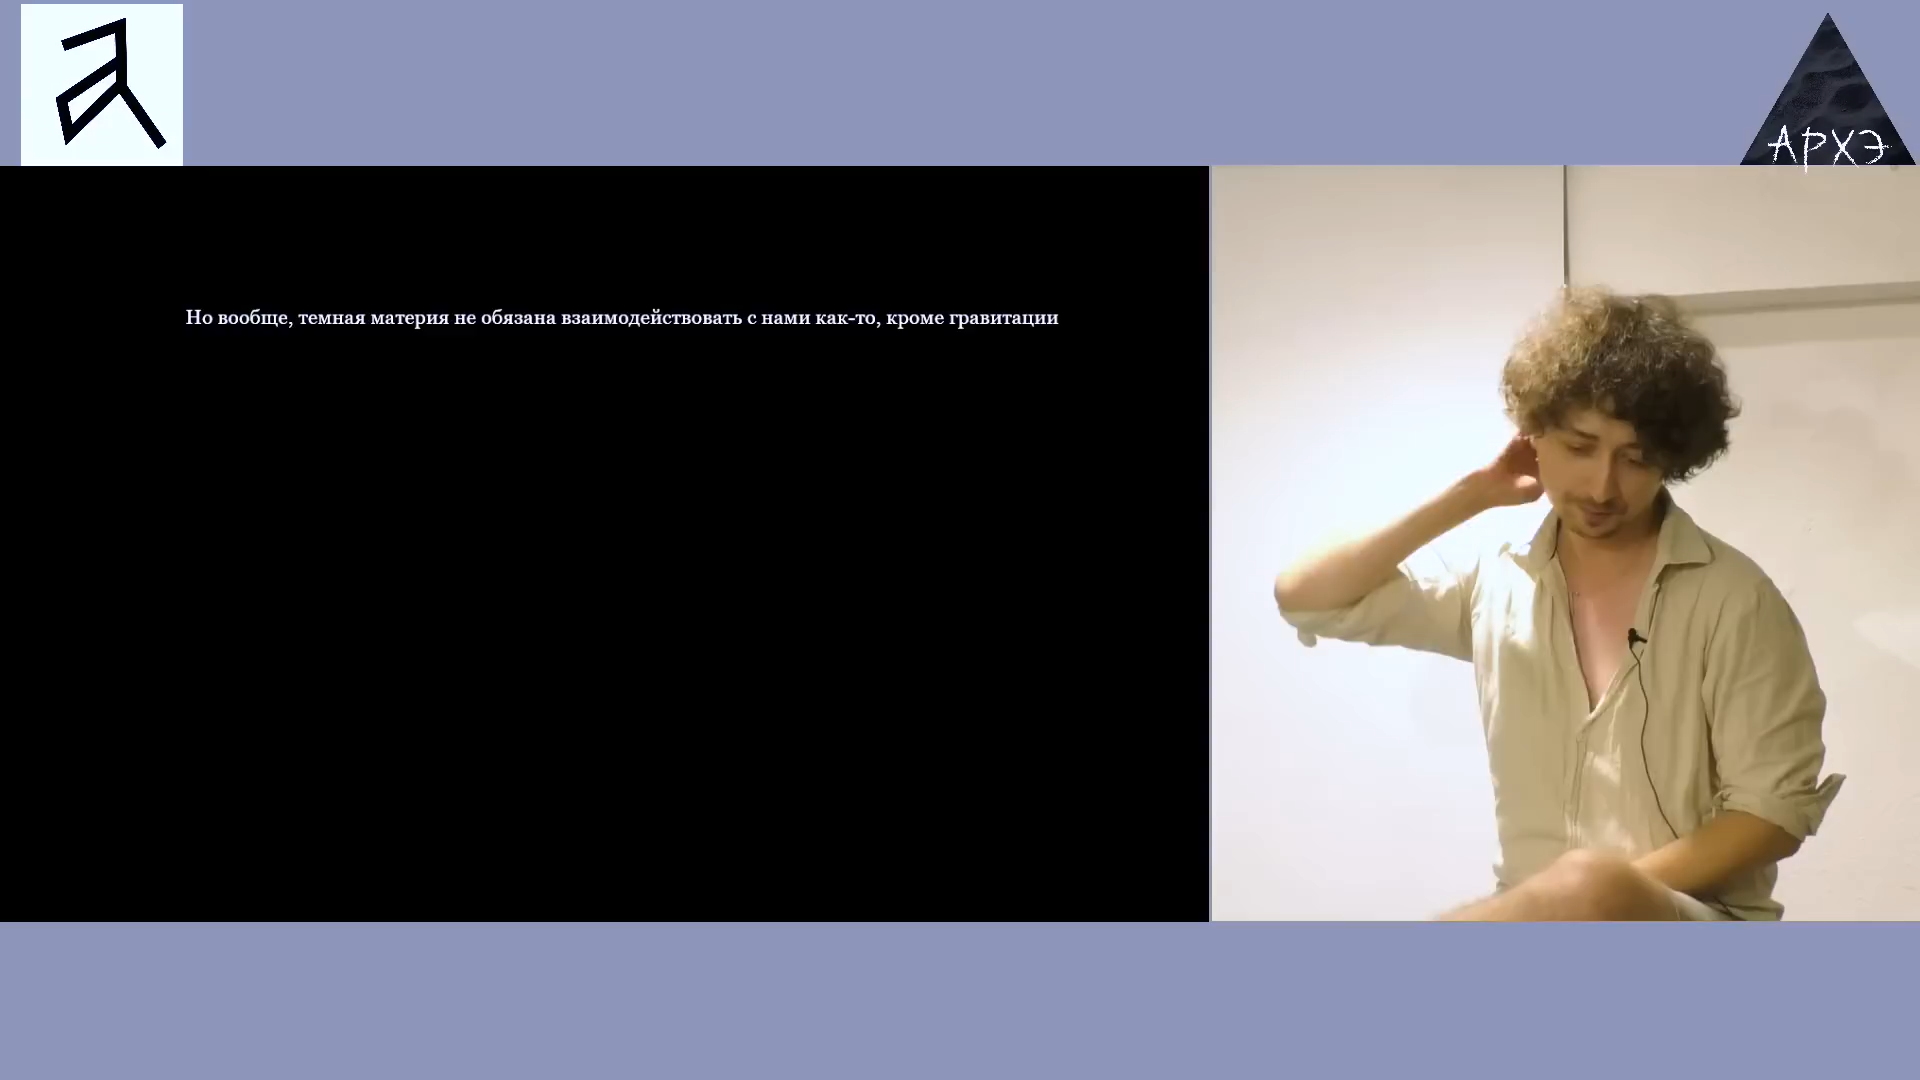 АРХЭ
Но вообще, темная материя не обязана взаимодействовать с нами как-то, кроме гравитации